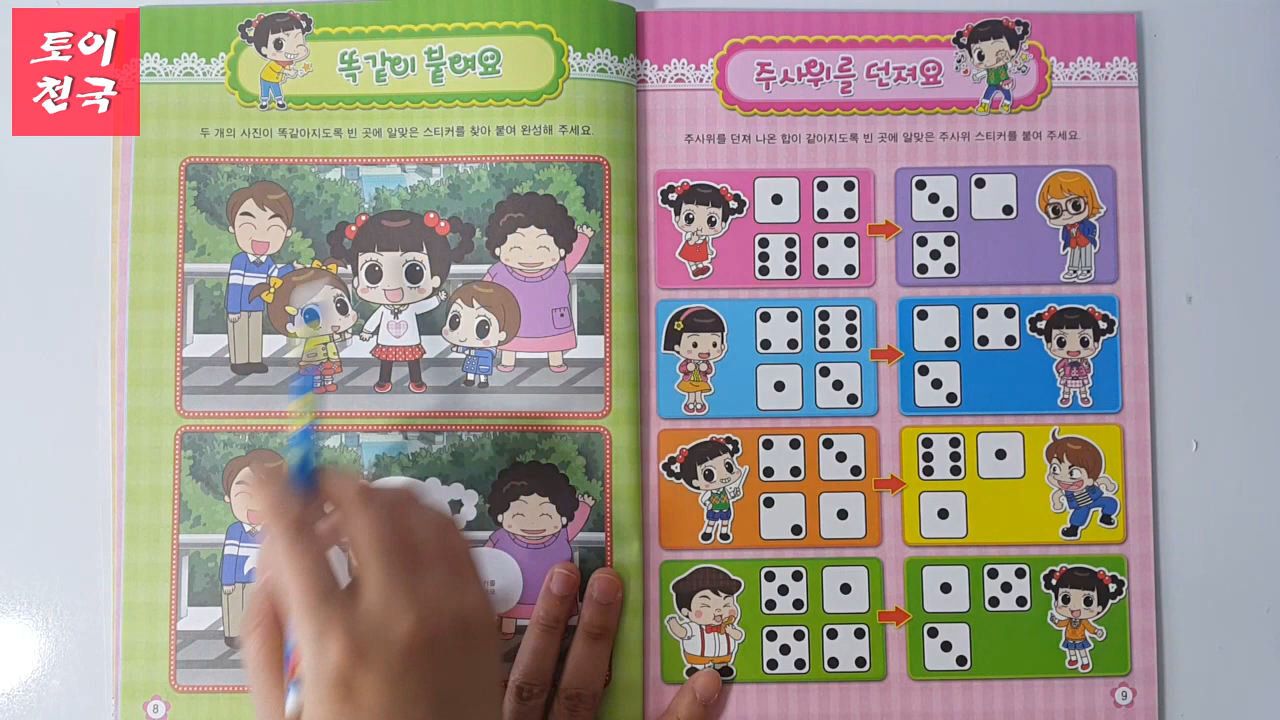 토이
천국
똑같이 붙여요
두 개의 사진이 똑같아지도록 빈 곳에 알맞은 스티커를 찾아 붙여 완성해 주세요.
8
주사위를 던져요
주사위를 던져 나온 합이 같아지도록 빈 곳에 알맞은 주사위 스티커를 붙여 주세요.
9